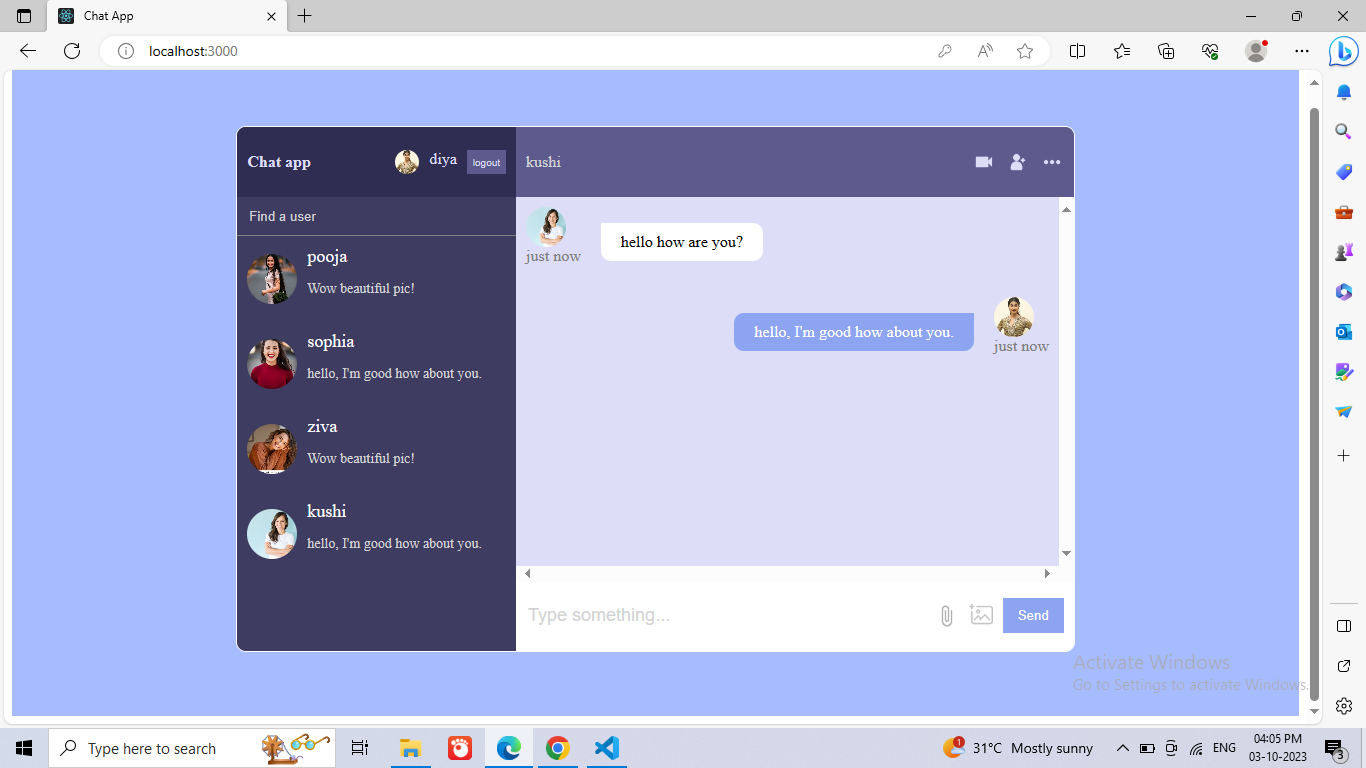 Chat App
localhost:3000
Chat app
diya
logout
kushi
Find a user
pooja
Wow beautiful pic!
sophia
hello, I'm good how about you.
ziva
Wow beautiful pic!
kushi
hello, I'm good how about you.
hello how are you?
just now
hello, I'm good how about you.
just now
Type something...
Send
Activate Windows
Go to Settings to activate Windows.
Type here to search
1
31°C Mostly sunny
ENG
04:05 PM
03-10-2023
3